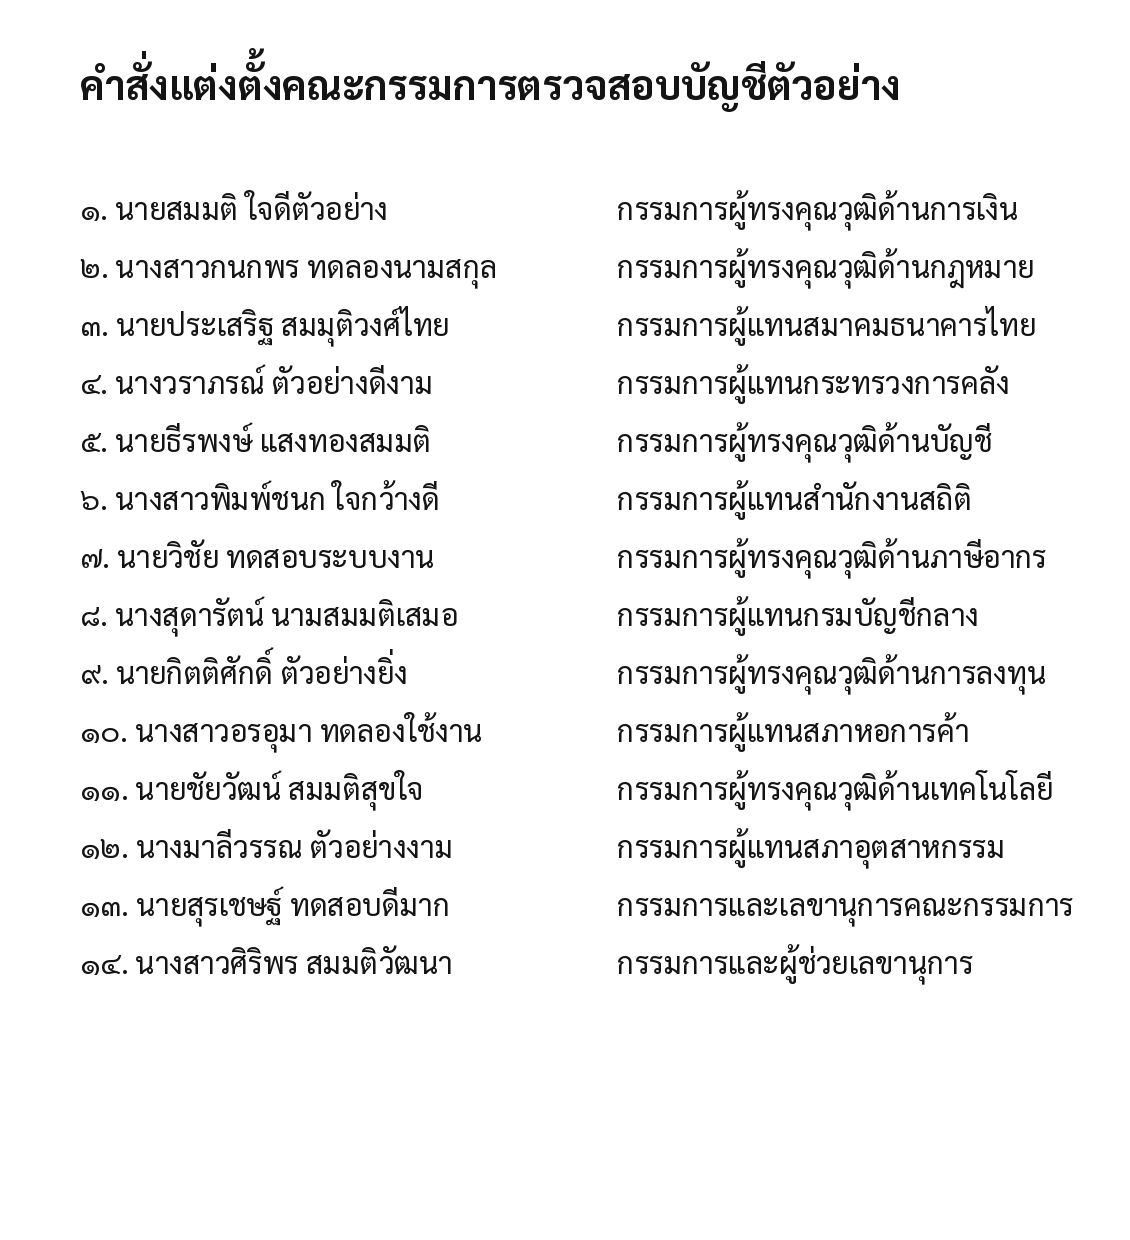 คำสั่งแต่งตั้งคณะกรรมการตรวจสอบบัญชีตัวอย่าง
๑. นายสมมติ ใจดีตัวอย่าง กรรมการผู้ทรงคุณวุฒิด้านการเงิน
๒. นางสาวกนกพร ทดลองนามสกุล กรรมการผู้ทรงคุณวุฒิด้านกฎหมาย
๓. นายประเสริฐ สมมุติวงศ์ไทย กรรมการผู้แทนสมาคมธนาคารไทย
๔. นางวราภรณ์ ตัวอย่างดีงาม กรรมการผู้แทนกระทรวงการคลัง
๕. นายธีรพงษ์ แสงทองสมมติ กรรมการผู้ทรงคุณวุฒิด้านบัญชี
๖. นางสาวพิมพ์ชนก ใจกว้างดี กรรมการผู้แทนสำนักงานสถิติ
๗. นายวิชัย ทดสอบระบบงาน กรรมการผู้ทรงคุณวุฒิด้านภาษีอากร
๘. นางสุดารัตน์ นามสมมติเสมอ กรรมการผู้แทนกรมบัญชีกลาง
๙. นายกิตติศักดิ์ ตัวอย่างยิ่ง กรรมการผู้ทรงคุณวุฒิด้านการลงทุน
๑๐. นางสาวอรอุมา ทดลองใช้งาน กรรมการผู้แทนสภาหอการค้า
๑๑. นายชัยวัฒน์ สมมติสุขใจ กรรมการผู้ทรงคุณวุฒิด้านเทคโนโลยี
๑๒. นางมาลีวรรณ ตัวอย่างงาม กรรมการผู้แทนสภาอุตสาหกรรม
๑๓. นายสุรเชษฐ์ ทดสอบดีมาก กรรมการและเลขานุการคณะกรรมการ
๑๔. นางสาวศิริพร สมมติวัฒนา กรรมการและผู้ช่วยเลขานุการ